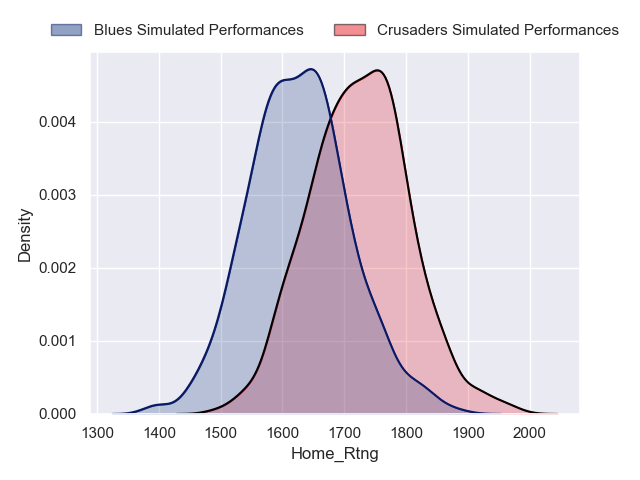 Blues Simulated Performances
Crusaders Simulated Performances
Density
0.004
0.003
0.002
0.001
0.000
1300 1400 1500 1600 1700 1800 1900 2000
Home_Rtng